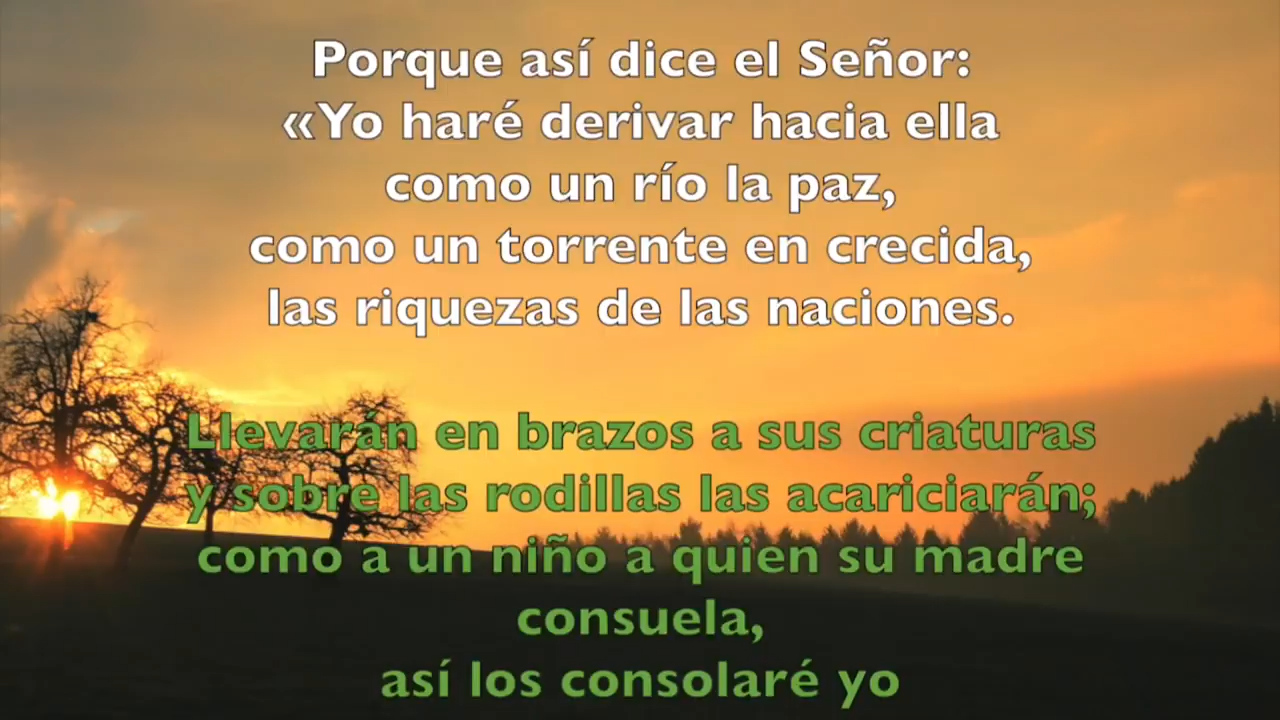 Porque así dice el Señor:
«Yo haré derivar hacia ella
como un río la paz,
como un torrente en crecida,
las riquezas de las naciones.
Llevarán en brazos a sus criaturas
y sobre las rodillas las acariciarán;
como a un niño a quien su madre
consuela,
así los consolaré yo